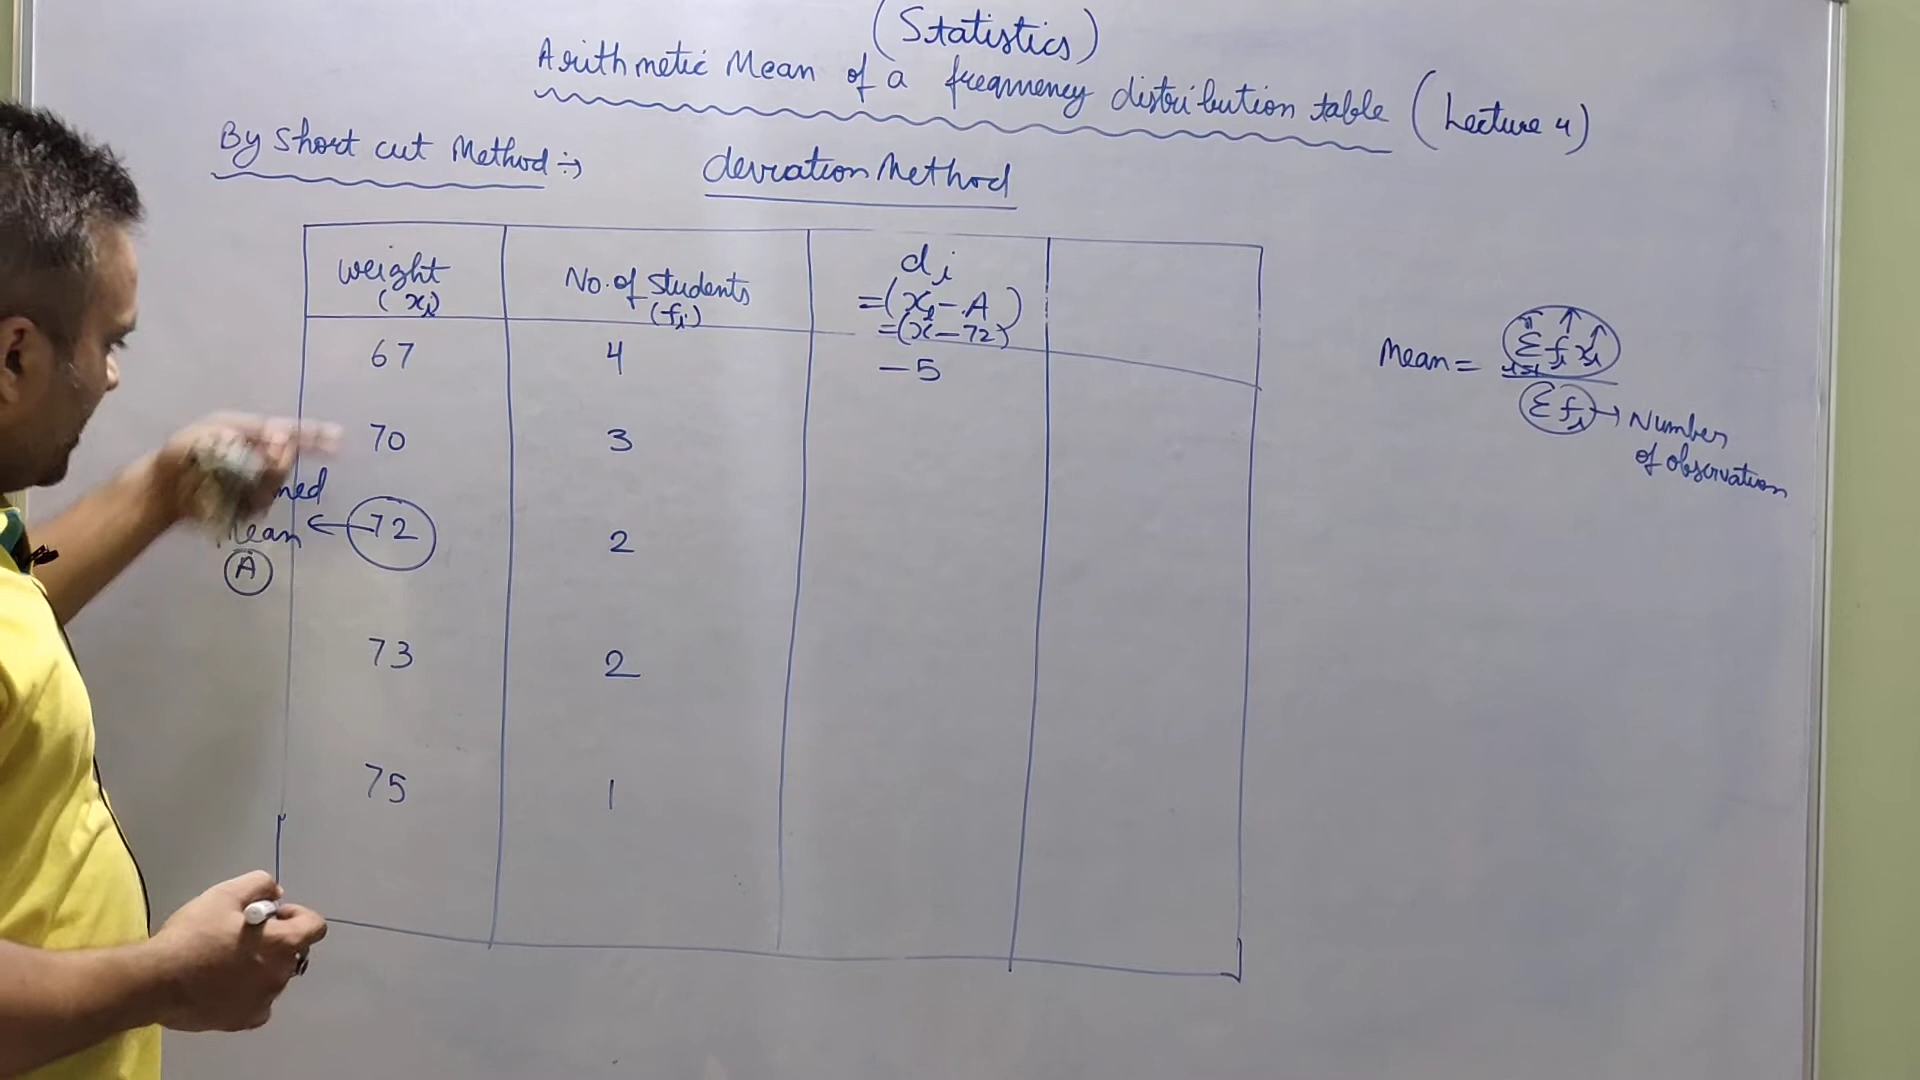 (Statistics)
Arithmetic Mean of a frequency distribution table (Lecture 4)
By Short cut Method :→ deviation Method
weight (xi) No. of students (fi) di =(xi - A) =(x - 72)
67 4 -5
70 3
72 2
mean
A
73 2
75 1
Mean = Σ fi xi
Σ fi → Number
of observation